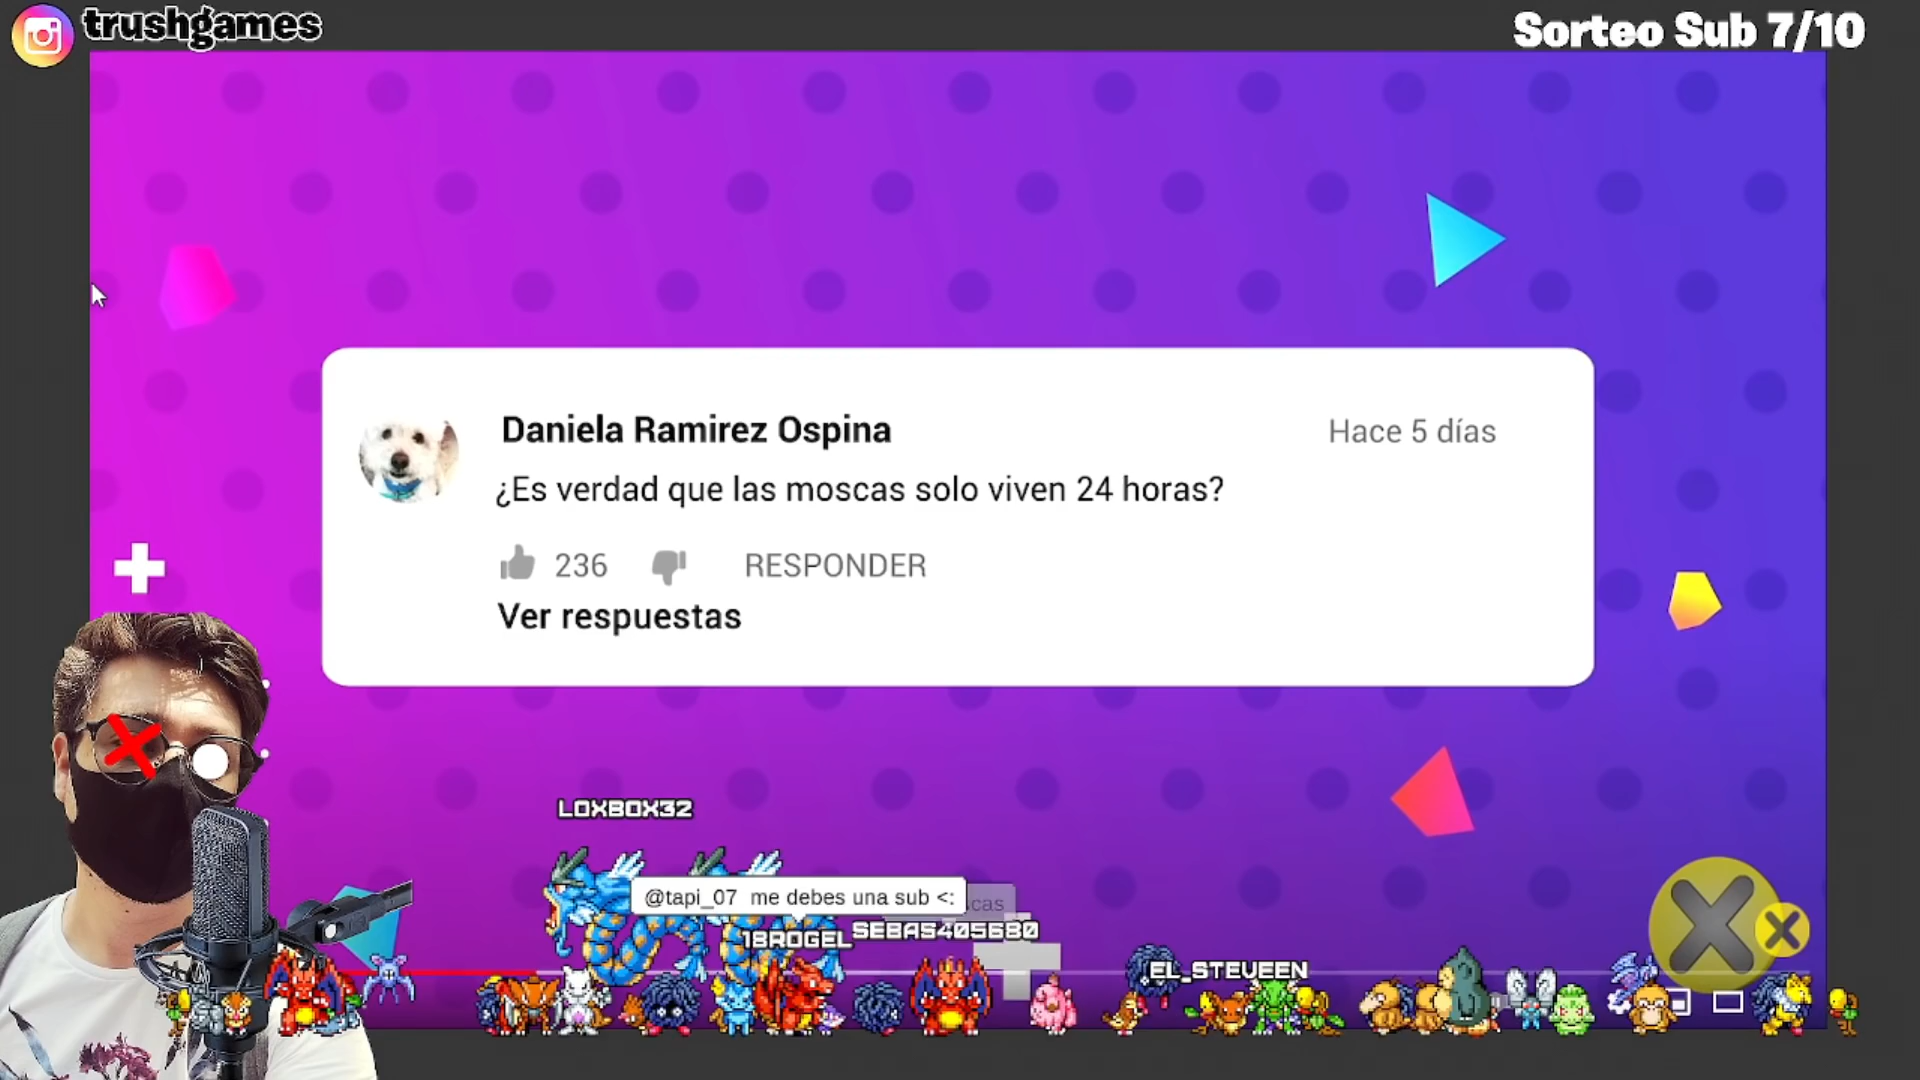 trushgames
Sorteo Sub 7/10
Daniela Ramirez Ospina
Hace 5 días
¿Es verdad que las moscas solo viven 24 horas?
236 RESPONDER
Ver respuestas
LOXBOX32
@tapi_07 me debes una sub <:
18ROGEL
SEBAS405680
EL_STEVEEN